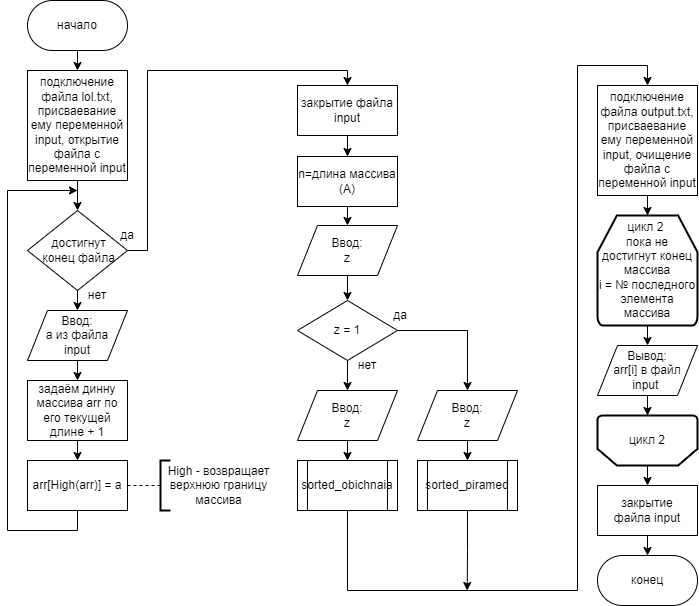 начало
подключение
файла lol.txt,
присваевание
ему переменной
input, открытие
файла с
переменной input
достигнут
конец файла
да
нет
Ввод:
a из файла
input
задаём динну
массива arr по
его текущей
длине + 1
arr[High(arr)] = a
High - возвращает
верхнюю границу
массива
закрытие файла
input
n=длина массива
(A)
Ввод:
z
z = 1
да
нет
Ввод:
z
Ввод:
z
sorted_obichnaia
sorted_piramed
подключение
файла output.txt,
присваевание
ему переменной
input, очищение
файла с
переменной input
цикл 2
пока не
достигнут конец
массива
i = № последного
элемента
массива
Вывод:
arr[i] в файл
input
цикл 2
закрытие
файла input
конец